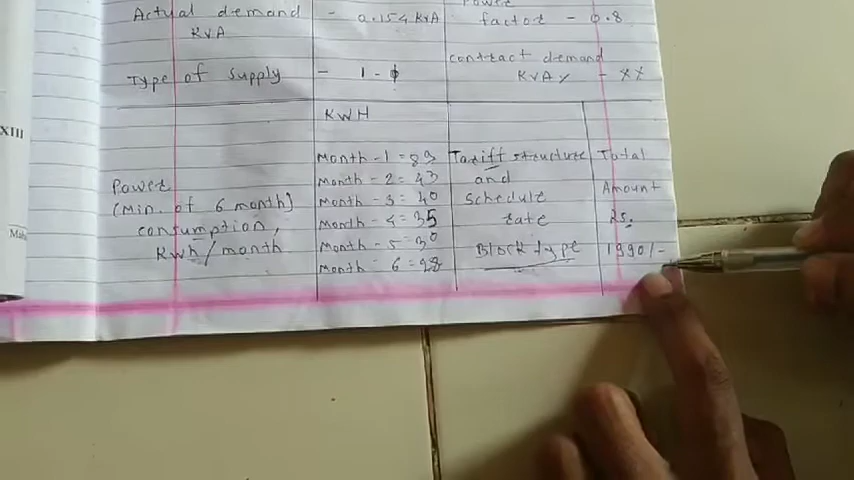 Actual demand - 0.154 KVA
KVA
Power
factor - 0.8
Type of supply - 1-ϕ
contract demand
KVA / - XX
XIII
Power
(Min. of 6 month)
consumption,
Kwh/month
KWH
Month-1 = 83
Month-2 = 43
Month-3 = 40
Month-4 = 35
Month-5 = 30
Month-6 = 28
Tariff structure
and
schedule
rate
Block type
Total
Amount
Rs.
1990/-